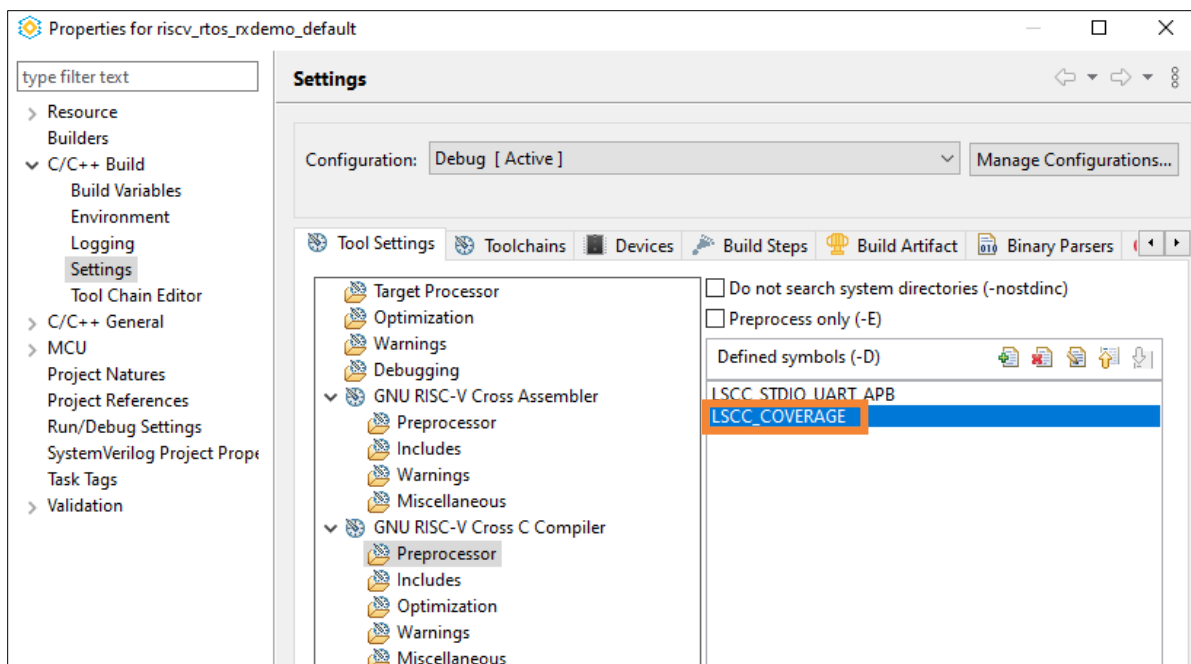 Properties for riscv_rtos_rxdemo_default
type filter text
Resource
Builders
C/C++ Build
Build Variables
Environment
Logging
Settings
Tool Chain Editor
C/C++ General
MCU
Project Natures
Project References
Run/Debug Settings
SystemVerilog Project Prope
Task Tags
Validation
Settings
Configuration: Debug [ Active ] Manage Configurations...
Tool Settings Toolchains Devices Build Steps Build Artifact Binary Parsers
Target Processor
Optimization
Warnings
Debugging
GNU RISC-V Cross Assembler
Preprocessor
Includes
Warnings
Miscellaneous
GNU RISC-V Cross C Compiler
Preprocessor
Includes
Optimization
Warnings
Miscellaneous
Do not search system directories (-nostdinc)
Preprocess only (-E)
Defined symbols (-D)
LSCC_STDIO_UART_APB
LSCC_COVERAGE